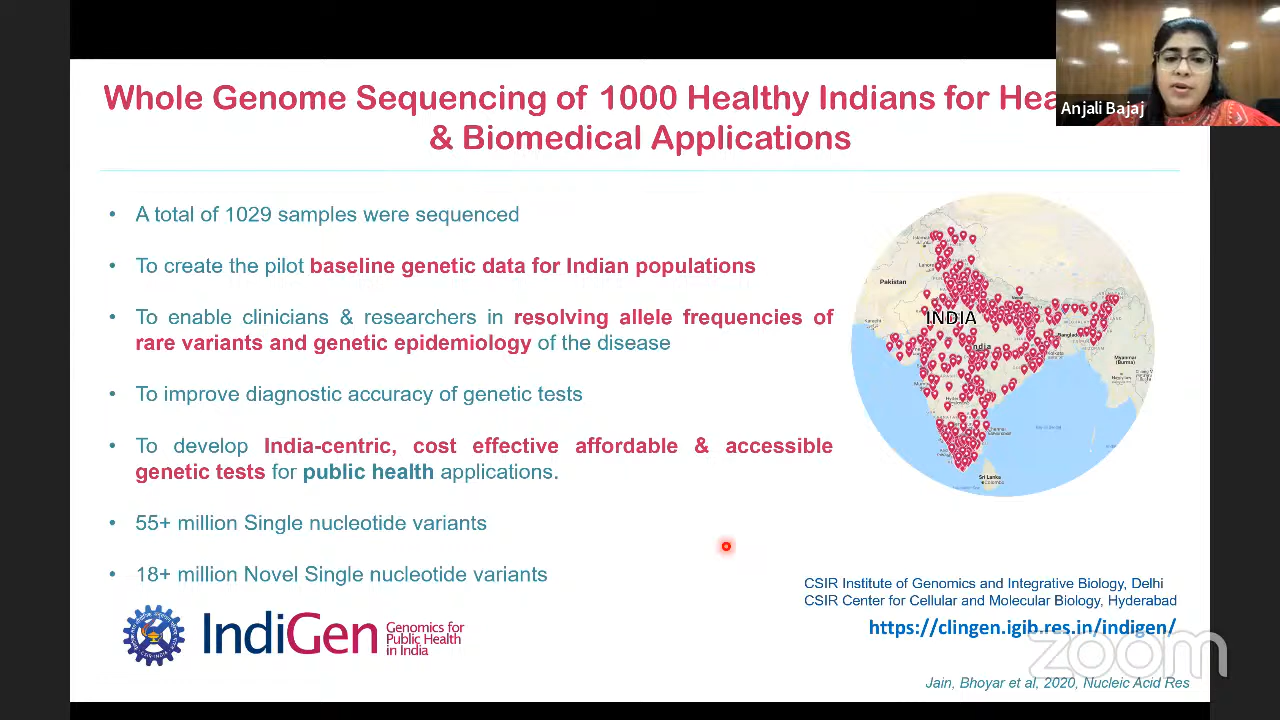 Whole Genome Sequencing of 1000 Healthy Indians for Hea
& Biomedical Applications
Anjali Bajaj
• A total of 1029 samples were sequenced
• To create the pilot baseline genetic data for Indian populations
• To enable clinicians & researchers in resolving allele frequencies of
rare variants and genetic epidemiology of the disease
• To improve diagnostic accuracy of genetic tests
• To develop India-centric, cost effective affordable & accessible
genetic tests for public health applications.
• 55+ million Single nucleotide variants
• 18+ million Novel Single nucleotide variants
Pakistan
INDIA
India
Myanmar
(Burma)
Sri Lanka
IndiGen
Genomics for
Public Health
in India
CSIR Institute of Genomics and Integrative Biology, Delhi
CSIR Center for Cellular and Molecular Biology, Hyderabad
https://clingen.igib.res.in/indigen/
zoom
Jain, Bhoyar et al, 2020, Nucleic Acid Res